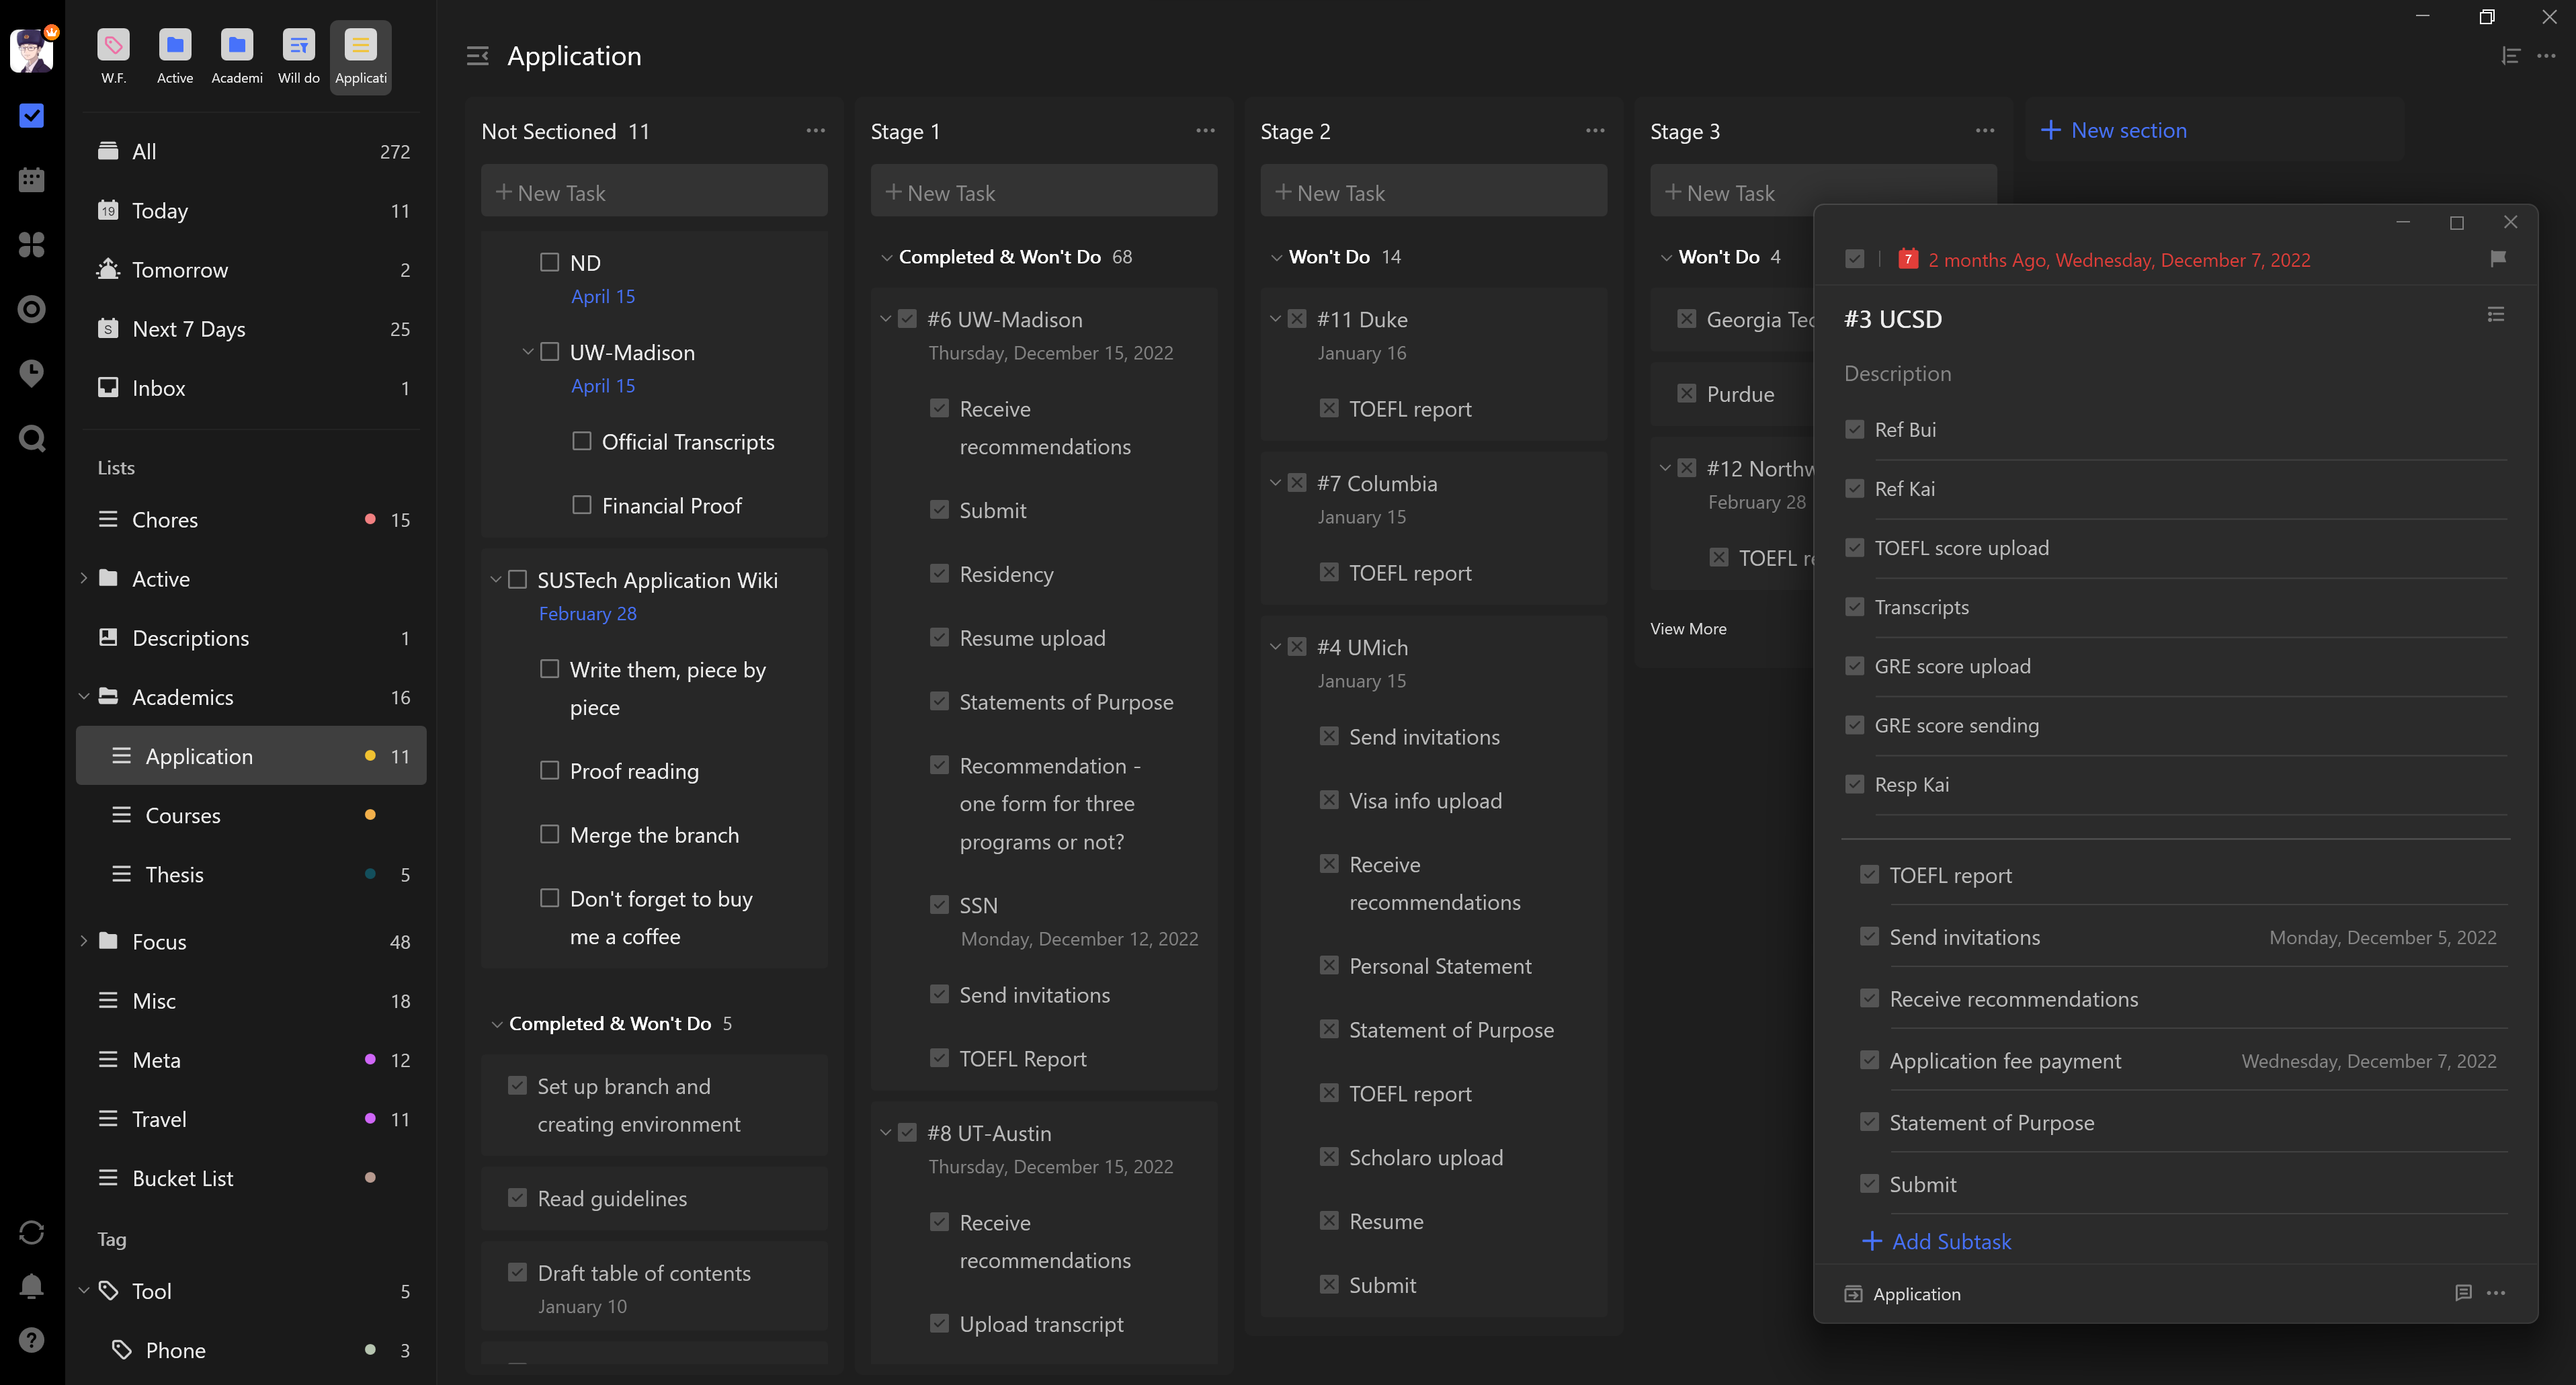 W.F.
Active
Academi
Will do
Applicati
All 272
19 Today 11
Tomorrow 2
S Next 7 Days 25
Inbox 1
Lists
Chores 15
Active
Descriptions 1
Academics 16
Application 11
Courses
Thesis 5
Focus 48
Misc 18
Meta 12
Travel 11
Bucket List
Tag
Tool 5
Phone 3
?
Application
Not Sectioned 11
+ New Task
ND
April 15
UW-Madison
April 15
Official Transcripts
Financial Proof
SUSTech Application Wiki
February 28
Write them, piece by
piece
Proof reading
Merge the branch
Don't forget to buy
me a coffee
Completed & Won't Do 5
Set up branch and
creating environment
Read guidelines
Draft table of contents
January 10
Stage 1
+ New Task
Completed & Won't Do 68
#6 UW-Madison
Thursday, December 15, 2022
Receive
recommendations
Submit
Residency
Resume upload
Statements of Purpose
Recommendation -
one form for three
programs or not?
SSN
Monday, December 12, 2022
Send invitations
TOEFL Report
#8 UT-Austin
Thursday, December 15, 2022
Receive
recommendations
Upload transcript
Stage 2
+ New Task
Won't Do 14
#11 Duke
January 16
TOEFL report
#7 Columbia
January 15
TOEFL report
#4 UMich
January 15
Send invitations
Visa info upload
Receive
recommendations
Personal Statement
Statement of Purpose
TOEFL report
Scholaro upload
Resume
Submit
Stage 3
+ New Task
Won't Do 4
Georgia Tec
Purdue
#12 Northw
February 28
TOEFL re
View More
+ New section
7 2 months Ago, Wednesday, December 7, 2022
#3 UCSD
Description
Ref Bui
Ref Kai
TOEFL score upload
Transcripts
GRE score upload
GRE score sending
Resp Kai
TOEFL report
Send invitations Monday, December 5, 2022
Receive recommendations
Application fee payment Wednesday, December 7, 2022
Statement of Purpose
Submit
+ Add Subtask
Application